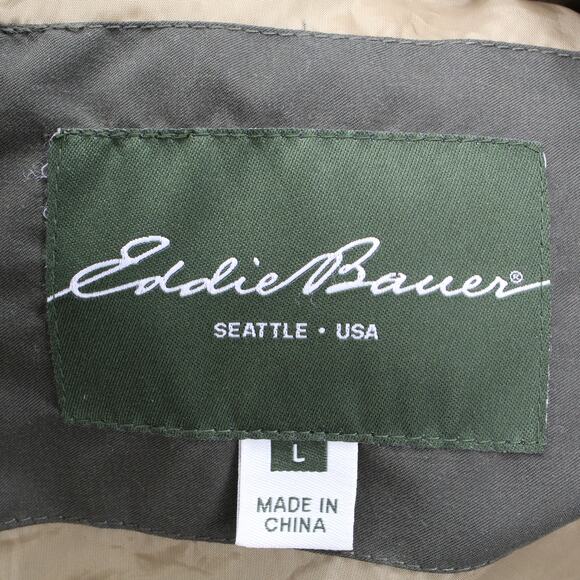 Eddie Bauer®
SEATTLE · USA
L
MADE IN
CHINA